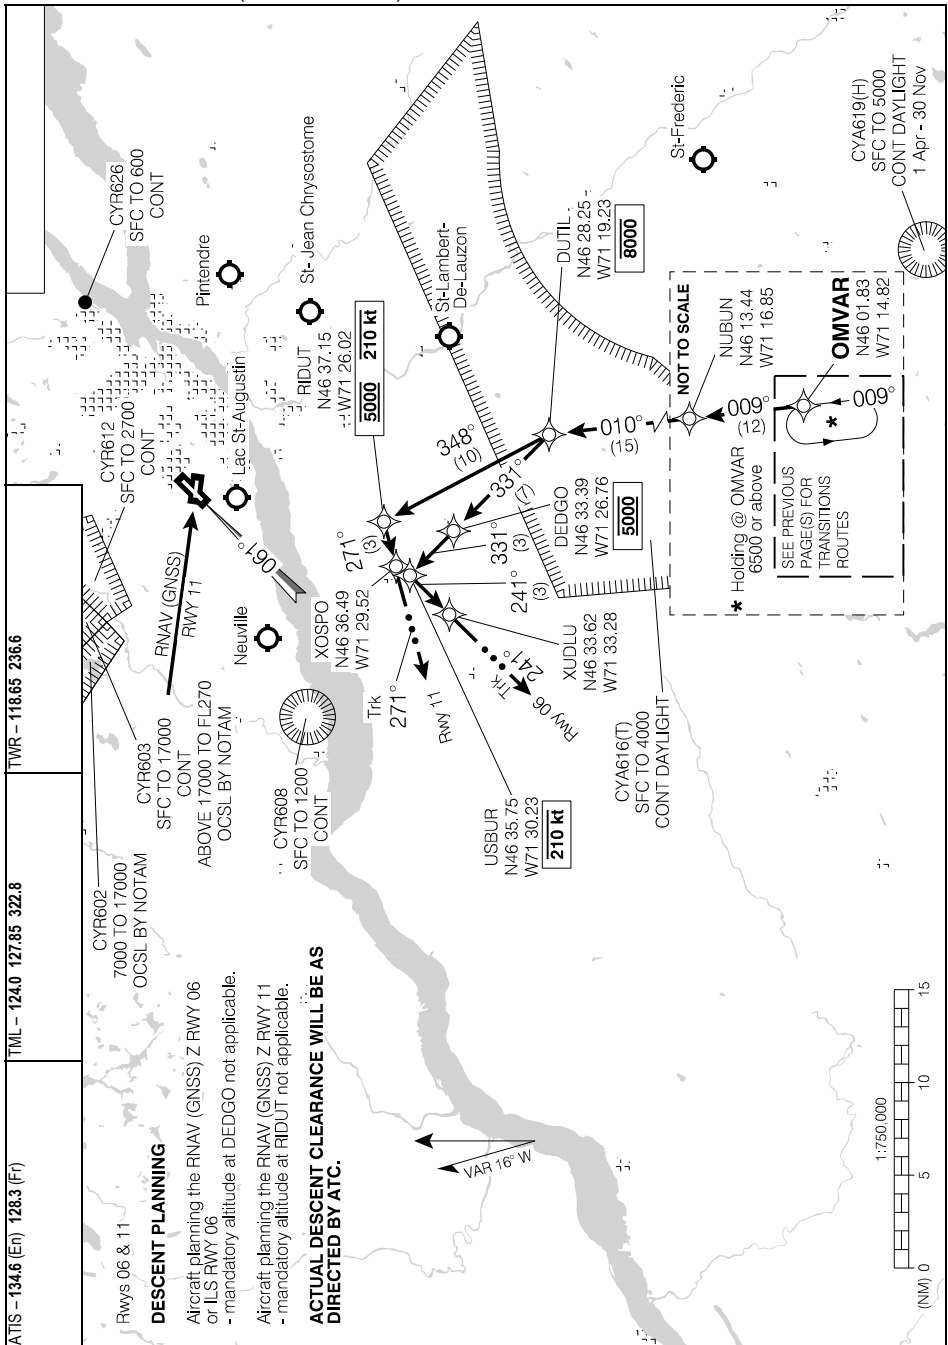 ATIS – 134.6 (En) 128.3 (Fr)
TML – 124.0 127.85 322.8
TWR – 118.65 236.6
Rwys 06 & 11
DESCENT PLANNING
Aircraft planning the RNAV (GNSS) Z RWY 06
or ILS RWY 06
- mandatory altitude at DEDGO not applicable.
Aircraft planning the RNAV (GNSS) Z RWY 11
- mandatory altitude at RIDUT not applicable.
ACTUAL DESCENT CLEARANCE WILL BE AS
DIRECTED BY ATC.
CYR602
7000 TO 17000
OCSL BY NOTAM
CYR603
SFC TO 17000
CONT
ABOVE 17000 TO FL270
OCSL BY NOTAM
CYR612
SFC TO 2700
CONT
CYR626
SFC TO 600
CONT
RNAV (GNSS)
RWY 11
Pintendre
Lac St-Augustin
061°
Neuville
St-Jean Chrysostome
CYR608
SFC TO 1200
CONT
RIDUT
N46 37.15
W71 26.02
5000 210 kt
XOSPO
N46 36.49
W71 29.52
271°
(3)
Trk
271°
Rwy 11
348°
(10)
331°
(7)
331°
(3)
241°
(3)
St-Lambert-
De-Lauzon
DEDGO
N46 33.39
W71 26.76
5000
DUTIL
N46 28.25
W71 19.23
8000
USBUR
N46 35.75
W71 30.23
210 kt
XUDLU
N46 33.62
W71 33.28
Trk
241°
Rwy 06
CYA616(T)
SFC TO 4000
CONT DAYLIGHT
St-Frederic
010°
(15)
NOT TO SCALE
NUBUN
N46 13.44
W71 16.85
009°
(12)
OMVAR
N46 01.83
W71 14.82
009°
*
* Holding @ OMVAR
6500 or above
SEE PREVIOUS
PAGE(S) FOR
TRANSITIONS
ROUTES
CYA619(H)
SFC TO 5000
CONT DAYLIGHT
1 Apr - 30 Nov
VAR 16° W
1:750,000
(NM) 0 5 10 15